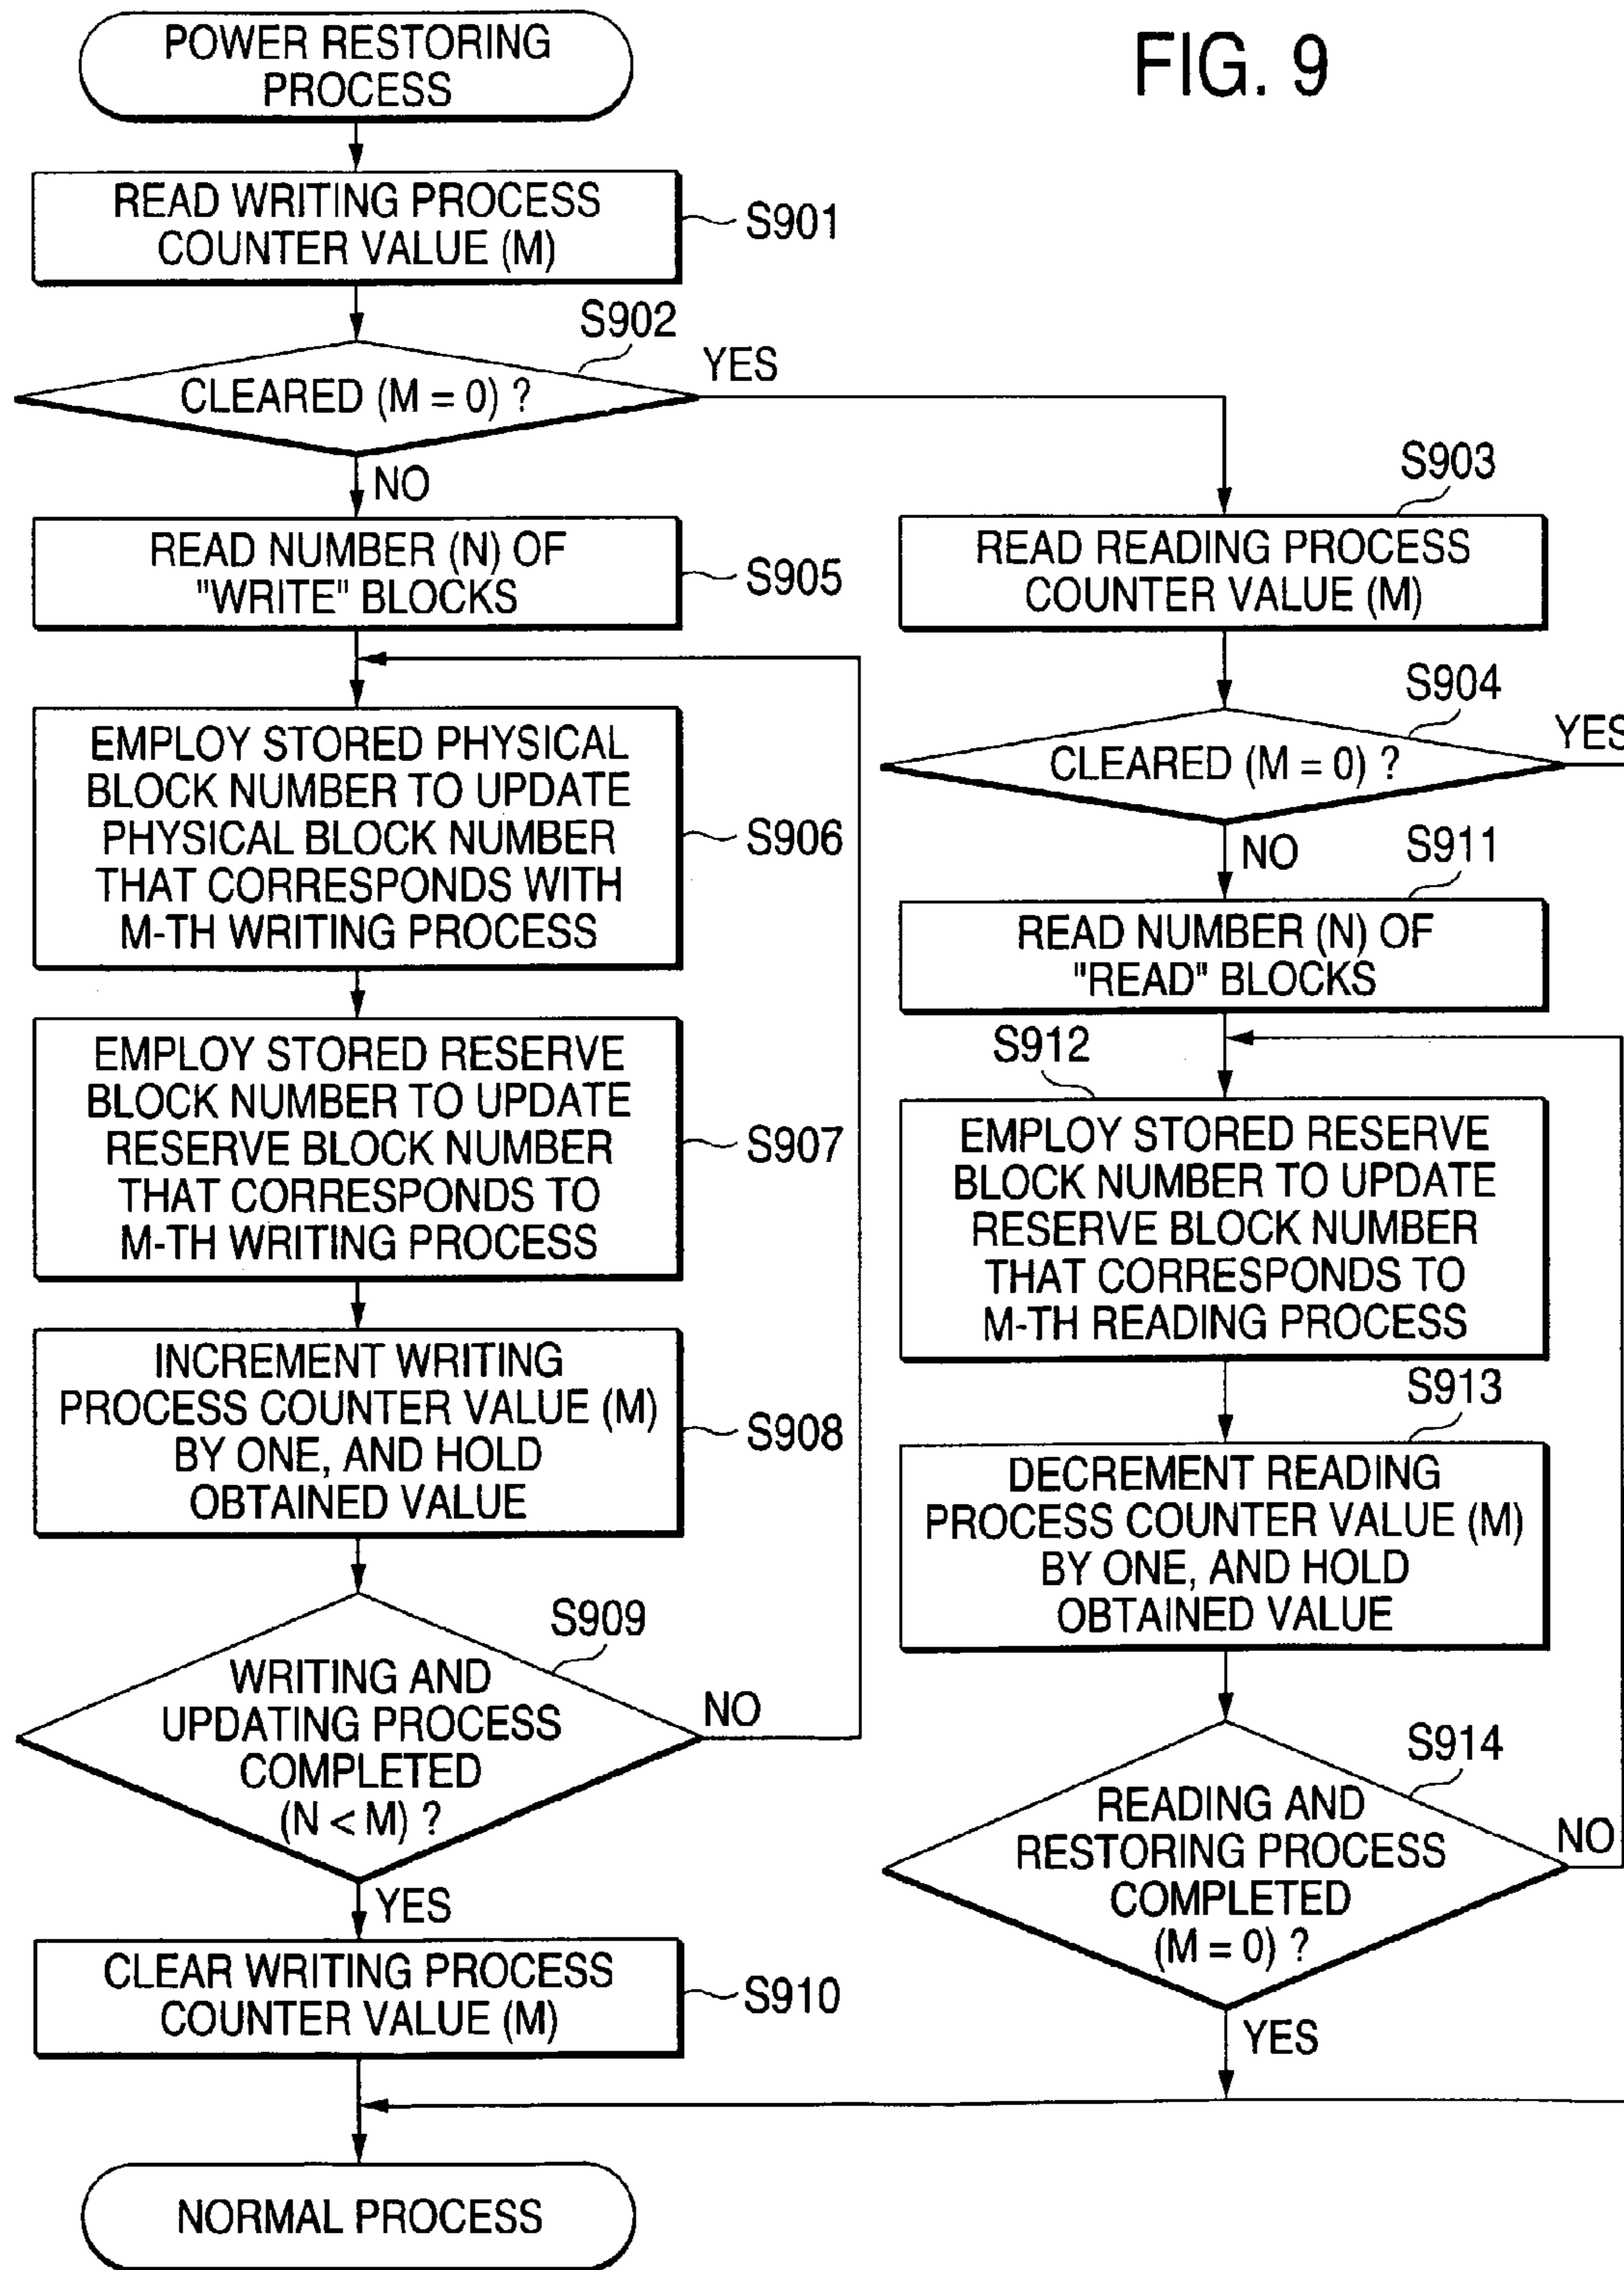 FIG. 9
POWER RESTORING
PROCESS
READ WRITING PROCESS
COUNTER VALUE (M)
S901
S902
CLEARED (M = 0) ?
YES
NO
READ NUMBER (N) OF
"WRITE" BLOCKS
S905
EMPLOY STORED PHYSICAL
BLOCK NUMBER TO UPDATE
PHYSICAL BLOCK NUMBER
THAT CORRESPONDS WITH
M-TH WRITING PROCESS
S906
EMPLOY STORED RESERVE
BLOCK NUMBER TO UPDATE
RESERVE BLOCK NUMBER
THAT CORRESPONDS TO
M-TH WRITING PROCESS
S907
INCREMENT WRITING
PROCESS COUNTER VALUE (M)
BY ONE, AND HOLD
OBTAINED VALUE
S908
S909
WRITING AND
UPDATING PROCESS
COMPLETED
(N < M) ?
NO
YES
CLEAR WRITING PROCESS
COUNTER VALUE (M)
S910
NORMAL PROCESS
S903
READ READING PROCESS
COUNTER VALUE (M)
S904
CLEARED (M = 0) ?
YES
NO
S911
READ NUMBER (N) OF
"READ" BLOCKS
S912
EMPLOY STORED RESERVE
BLOCK NUMBER TO UPDATE
RESERVE BLOCK NUMBER
THAT CORRESPONDS TO
M-TH READING PROCESS
S913
DECREMENT READING
PROCESS COUNTER VALUE (M)
BY ONE, AND HOLD
OBTAINED VALUE
S914
READING AND
RESTORING PROCESS
COMPLETED
(M = 0) ?
NO
YES